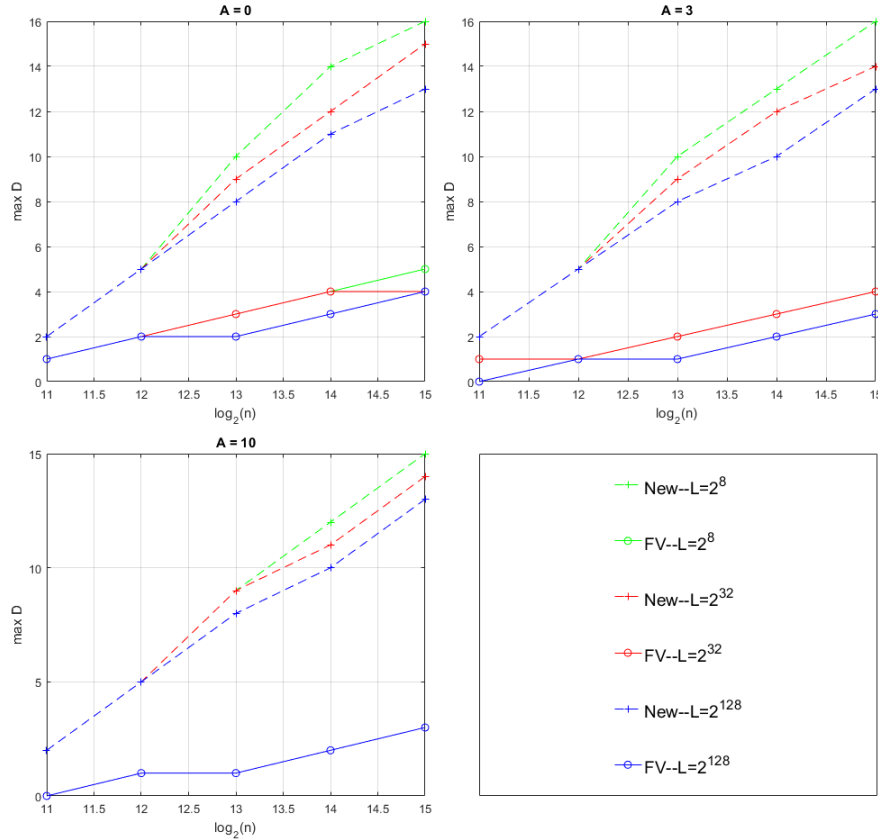 A = 0
16
14
12
10
8
6
4
2
0
max D
11 11.5 12 12.5 13 13.5 14 14.5 15
log2(n)
A = 3
16
14
12
10
8
6
4
2
0
max D
11 11.5 12 12.5 13 13.5 14 14.5 15
log2(n)
A = 10
15
10
5
0
max D
11 11.5 12 12.5 13 13.5 14 14.5 15
log2(n)
New--L=2^8
FV--L=2^8
New--L=2^32
FV--L=2^32
New--L=2^128
FV--L=2^128